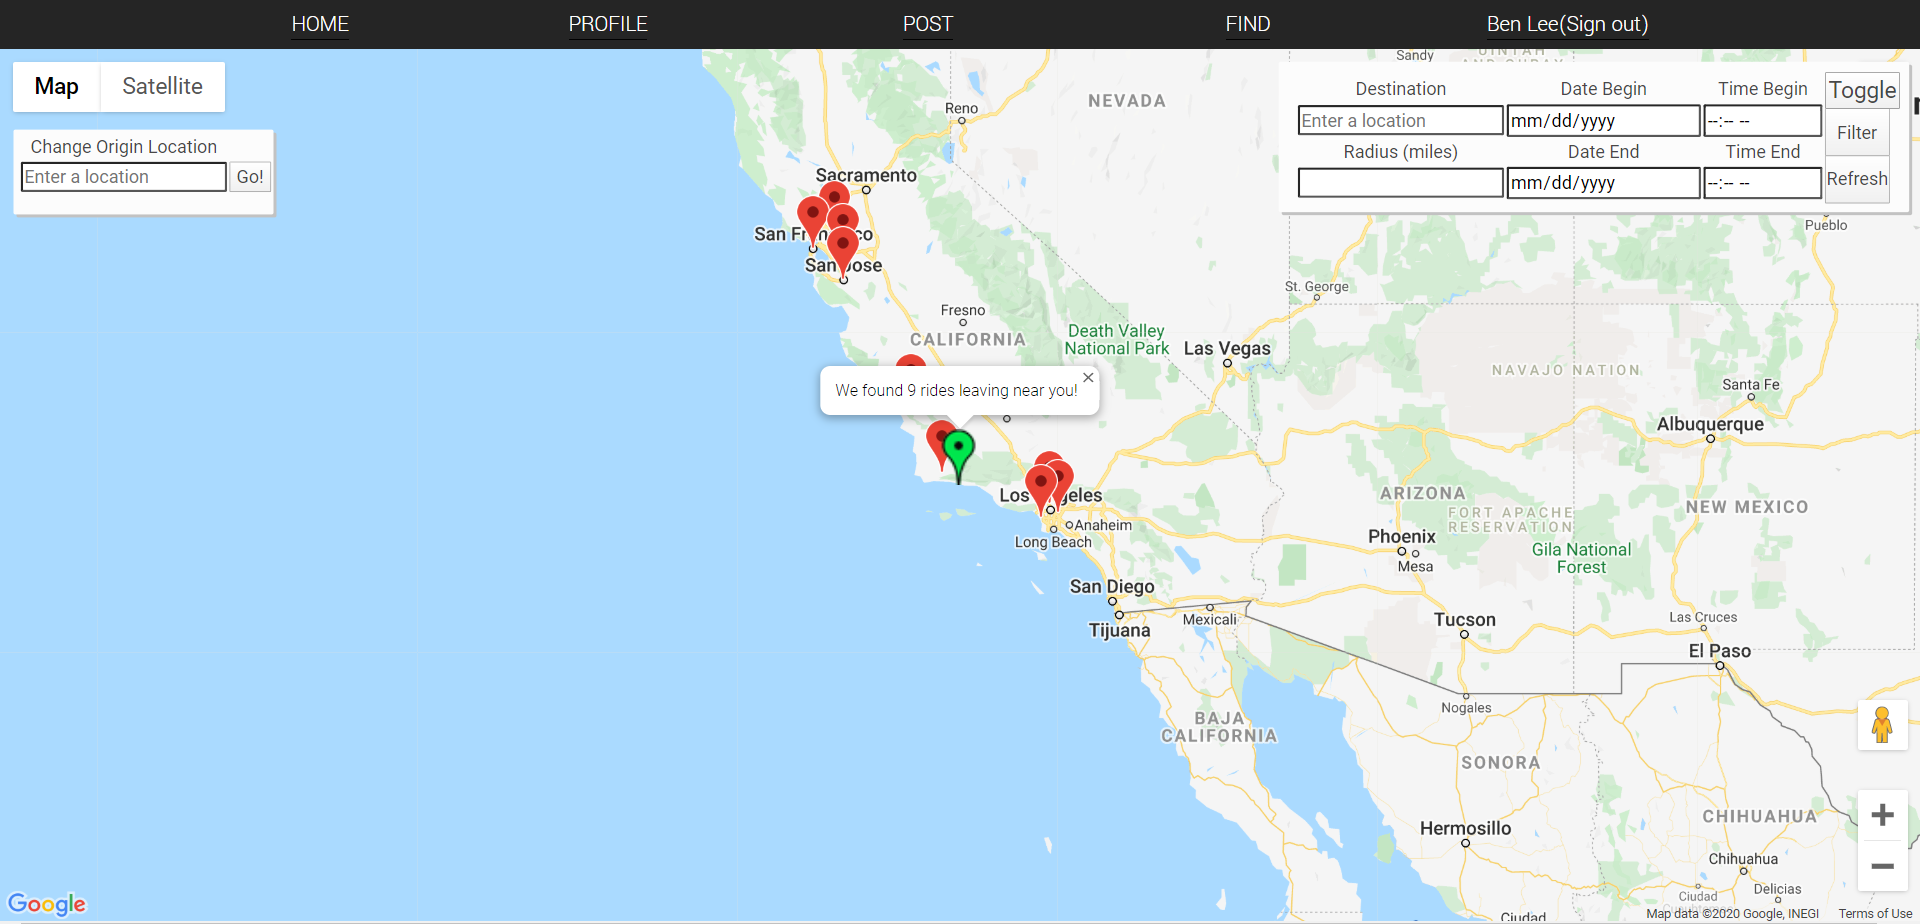 HOME
PROFILE
POST
FIND
Ben Lee(Sign out)
Map
Satellite
Change Origin Location
Enter a location
Go!
Destination
Date Begin
Time Begin
Toggle
Enter a location
mm/dd/yyyy
--:-- --
Filter
Radius (miles)
Date End
Time End
Refresh
mm/dd/yyyy
--:-- --
Sandy
UINTAH
AND OURAY
Reno
NEVADA
Sacramento
San Francisco
San Jose
Pueblo
St. George
Fresno
CALIFORNIA
Death Valley
National Park
Las Vegas
NAVAJO NATION
Santa Fe
Albuquerque
We found 9 rides leaving near you!
Los Angeles
Anaheim
Long Beach
ARIZONA
FORT APACHE
RESERVATION
NEW MEXICO
Phoenix
Mesa
Gila National
Forest
San Diego
Tijuana
Mexicali
Tucson
Las Cruces
El Paso
Nogales
BAJA
CALIFORNIA
SONORA
CHIHUAHUA
Hermosillo
Chihuahua
Delicias
Ciudad
Ciudad
Google
Map data ©2020 Google, INEGI
Terms of Use